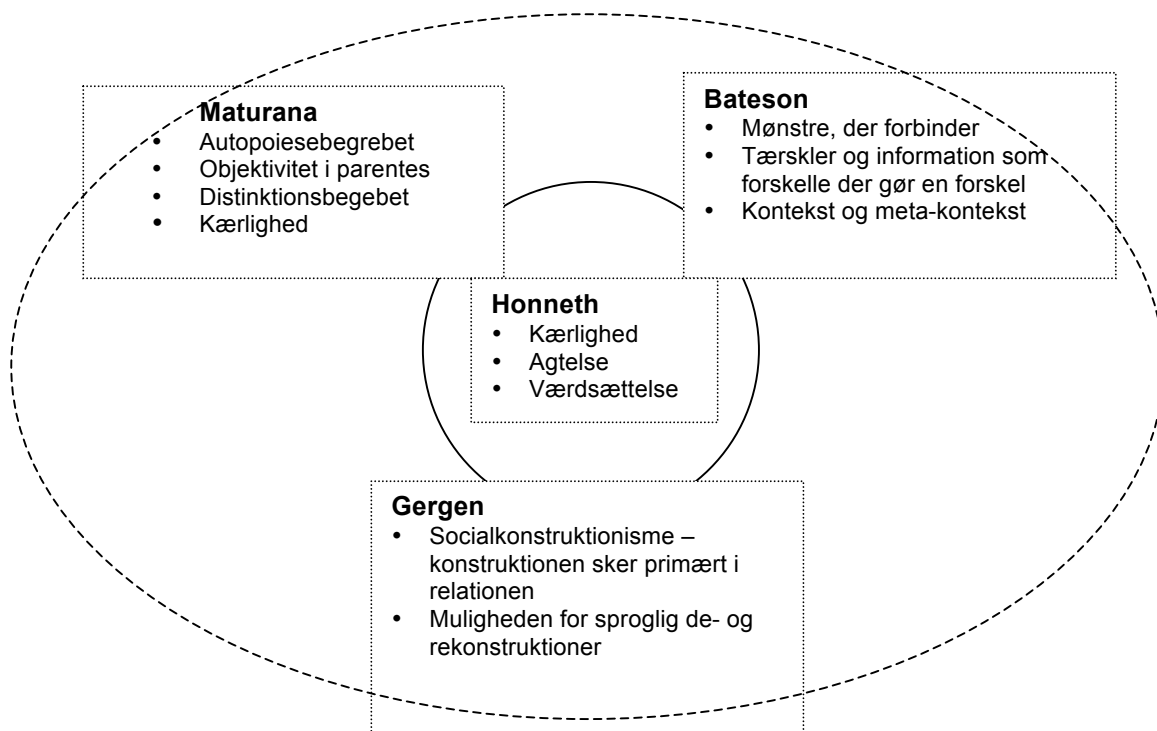 Maturana
• Autopoiesebegrebet
• Objektivitet i parentes
• Distinktionsbegebet
• Kærlighed
Bateson
• Mønstre, der forbinder
• Tærskler og information som
forskelle der gør en forskel
• Kontekst og meta-kontekst
Honneth
• Kærlighed
• Agtelse
• Værdsættelse
Gergen
• Socialkonstruktionisme –
konstruktionen sker primært i
relationen
• Muligheden for sproglig de- og
rekonstruktioner